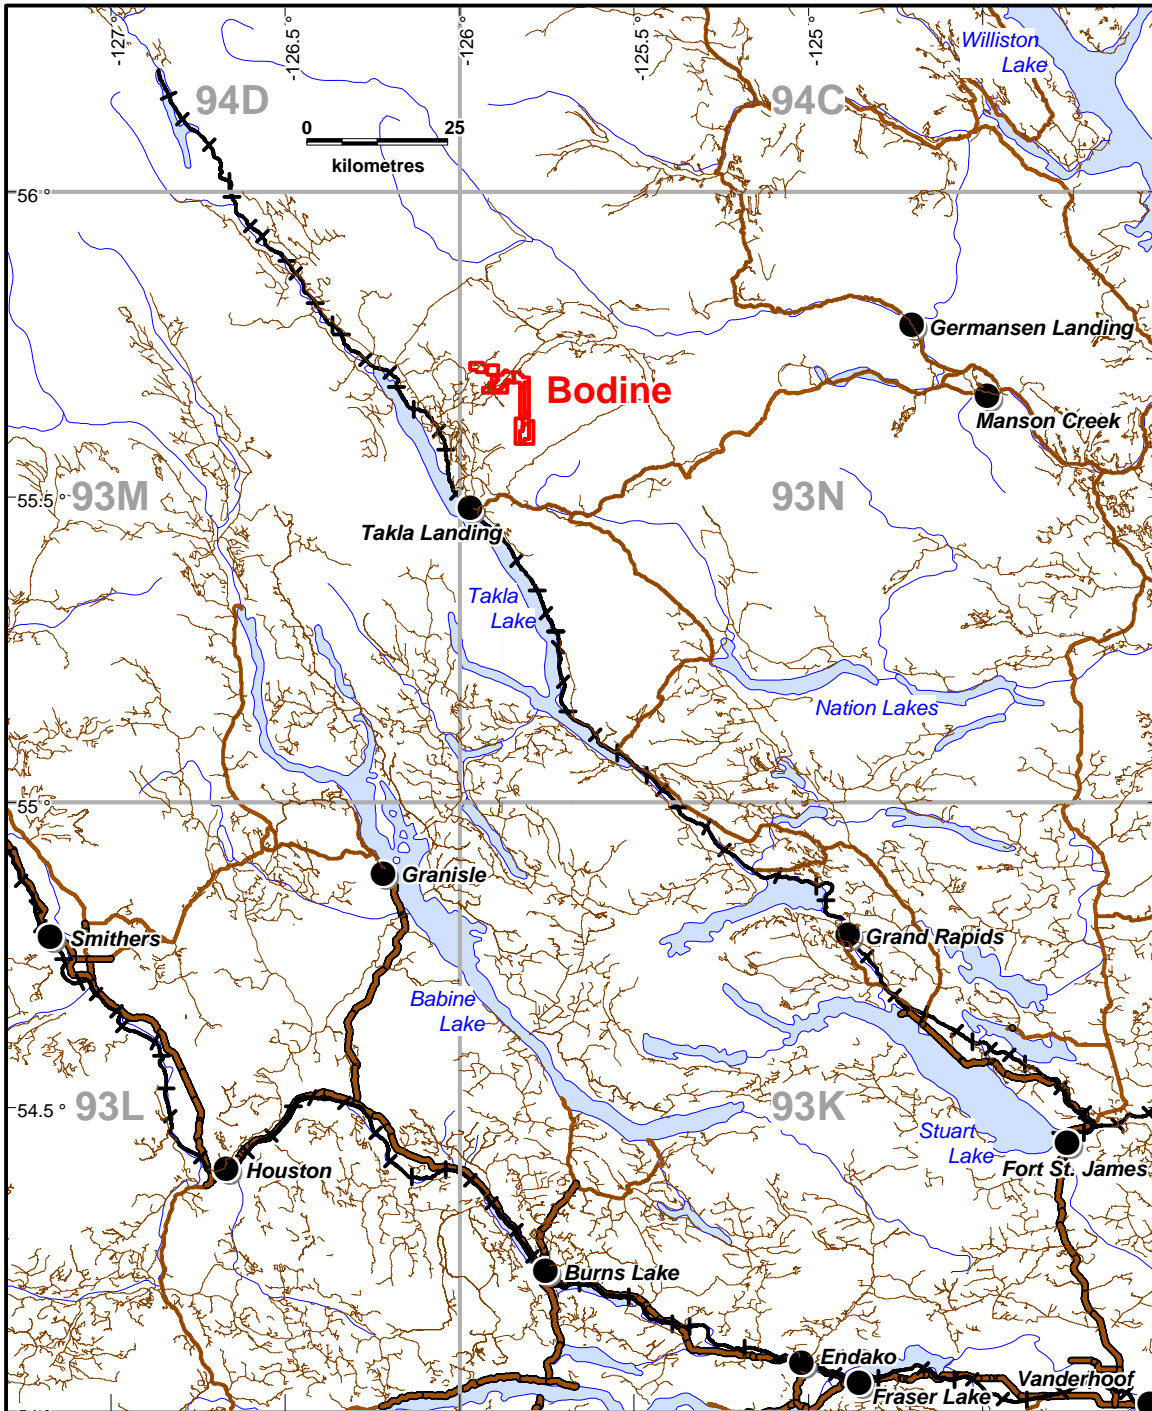 -127°
-126.5°
-126°
-125.5°
-125°
Williston
Lake
94D
94C
0
25
kilometres
56 °
Germansen Landing
Bodine
Manson Creek
93M
55.5°
93N
Takla Landing
Takla
Lake
Nation Lakes
55°
Granisle
Smithers
Grand Rapids
Babine
Lake
93L
54.5 °
93K
Stuart
Lake
Houston
Fort St. James
Burns Lake
Endako
Vanderhoof
Fraser Lake